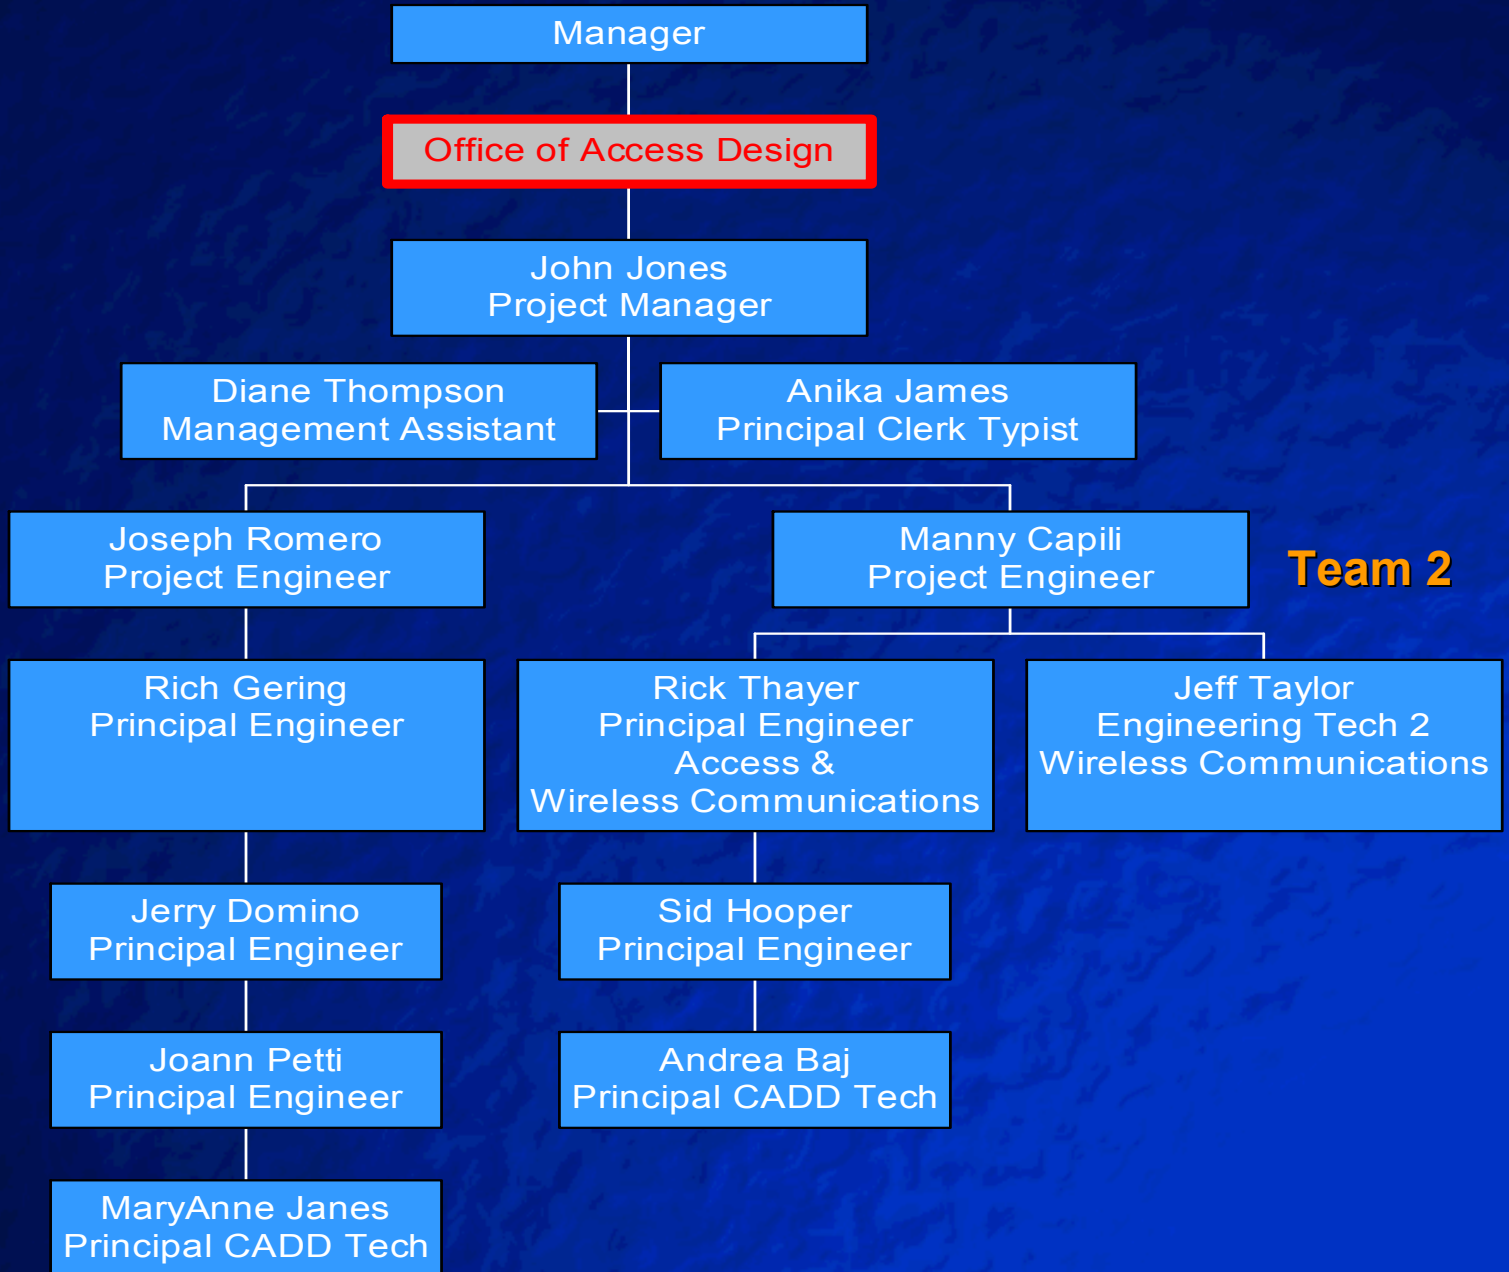 Manager
Office of Access Design
John Jones
Project Manager
Diane Thompson
Management Assistant
Anika James
Principal Clerk Typist
Joseph Romero
Project Engineer
Manny Capili
Project Engineer
Team 2
Rich Gering
Principal Engineer
Rick Thayer
Principal Engineer
Access &
Wireless Communications
Jeff Taylor
Engineering Tech 2
Wireless Communications
Jerry Domino
Principal Engineer
Sid Hooper
Principal Engineer
Joann Petti
Principal Engineer
Andrea Baj
Principal CADD Tech
MaryAnne Janes
Principal CADD Tech